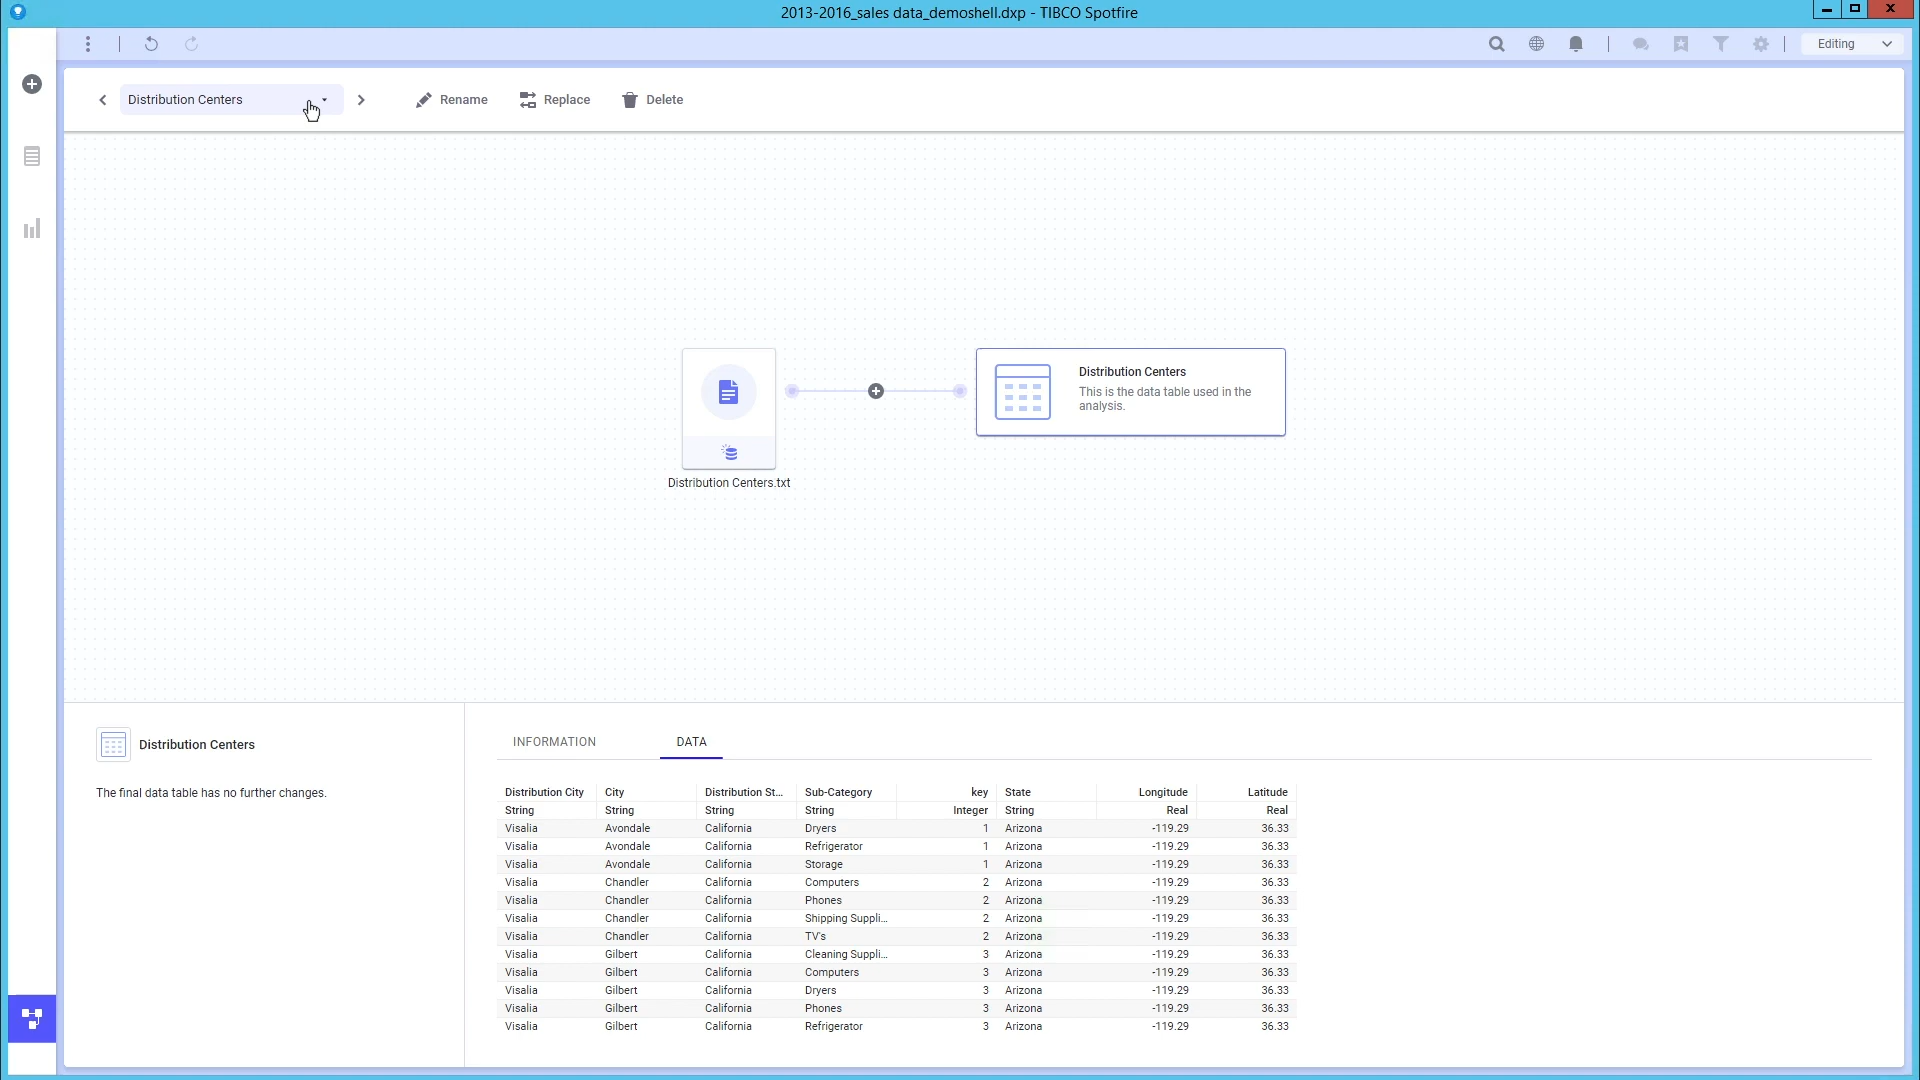 2013-2016_sales data_demoshell.dxp - TIBCO Spotfire
Editing
Distribution Centers
Rename
Replace
Delete
Distribution Centers.txt
Distribution Centers
This is the data table used in the
analysis.
Distribution Centers
The final data table has no further changes.
INFORMATION DATA
Distribution City City Distribution St... Sub-Category key State Longitude Latitude
String String String String Integer String Real Real
Visalia Avondale California Dryers 1 Arizona -119.29 36.33
Visalia Avondale California Refrigerator 1 Arizona -119.29 36.33
Visalia Avondale California Storage 1 Arizona -119.29 36.33
Visalia Chandler California Computers 2 Arizona -119.29 36.33
Visalia Chandler California Phones 2 Arizona -119.29 36.33
Visalia Chandler California Shipping Suppli... 2 Arizona -119.29 36.33
Visalia Chandler California TV's 2 Arizona -119.29 36.33
Visalia Gilbert California Cleaning Suppli... 3 Arizona -119.29 36.33
Visalia Gilbert California Computers 3 Arizona -119.29 36.33
Visalia Gilbert California Dryers 3 Arizona -119.29 36.33
Visalia Gilbert California Phones 3 Arizona -119.29 36.33
Visalia Gilbert California Refrigerator 3 Arizona -119.29 36.33